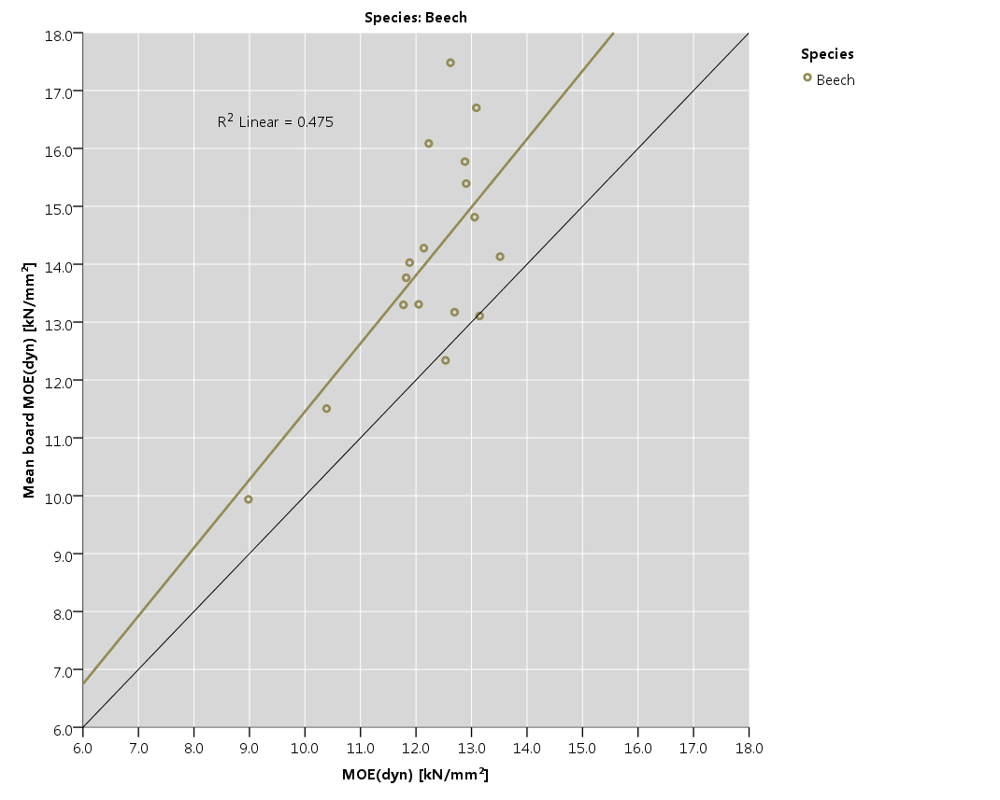 Species: Beech
18.0
17.0
16.0
15.0
14.0
13.0
12.0
11.0
10.0
9.0
8.0
7.0
6.0
Mean board MOE(dyn) [kN/mm²]
R² Linear = 0.475
6.0 7.0 8.0 9.0 10.0 11.0 12.0 13.0 14.0 15.0 16.0 17.0 18.0
MOE(dyn) [kN/mm²]
Species
Beech